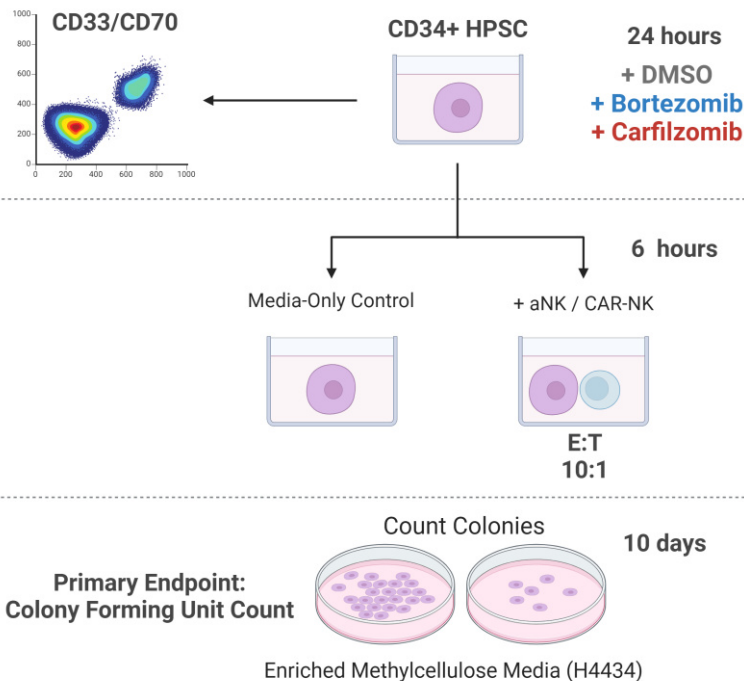 CD33/CD70
1000
800
600
400
200
0
0 200 400 600 800 1000
CD34+ HPSC
24 hours
+ DMSO
+ Bortezomib
+ Carfilzomib
6 hours
Media-Only Control
+ aNK / CAR-NK
E:T
10:1
Count Colonies
10 days
Primary Endpoint:
Colony Forming Unit Count
Enriched Methylcellulose Media (H4434)